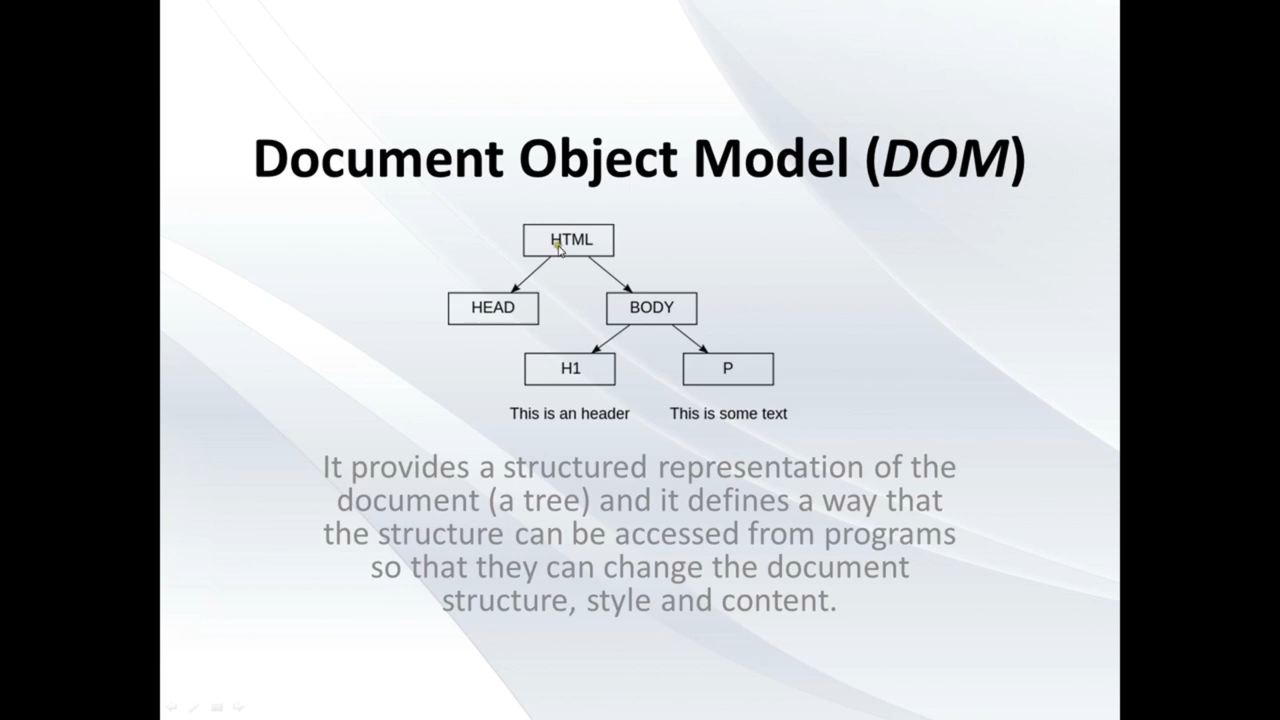 Document Object Model (DOM)
HTML
HEAD
BODY
H1
P
This is an header
This is some text
It provides a structured representation of the
document (a tree) and it defines a way that
the structure can be accessed from programs
so that they can change the document
structure, style and content.